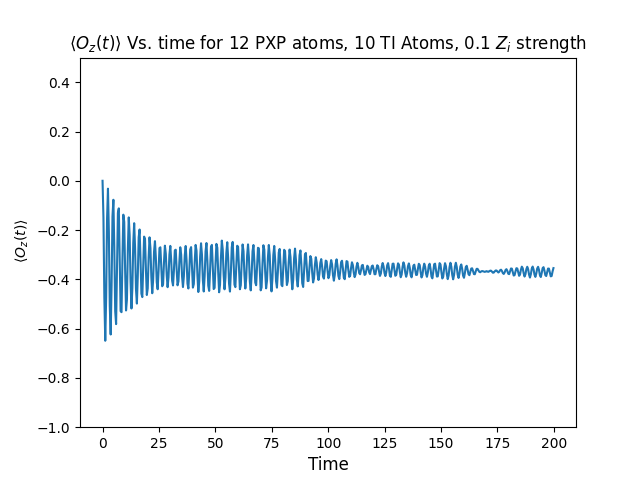 ⟨O_z(t)⟩ Vs. time for 12 PXP atoms, 10 TI Atoms, 0.1 Z_i strength
0.4
0.2
0.0
−0.2
−0.4
−0.6
−0.8
−1.0
⟨O_z(t)⟩
0 25 50 75 100 125 150 175 200
Time